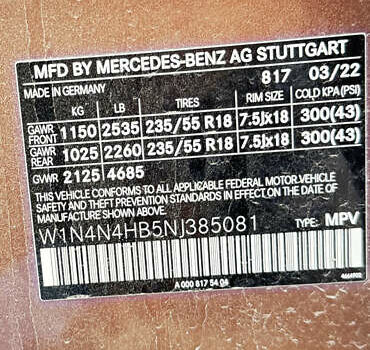 MFD BY MERCEDES-BENZ AG STUTTGART
817 03/22
MADE IN GERMANY
KG LB TIRES RIM SIZE COLD KPA(PSI)
GAWR FRONT 1150 2535 235/55 R18 7.5Jx18 300(43)
GAWR REAR 1025 2260 235/55 R18 7.5Jx18 300(43)
GVWR 2125 4685
THIS VEHICLE CONFORMS TO ALL APPLICABLE FEDERAL MOTOR VEHICLE
SAFETY AND THEFT PREVENTION STANDARDS IN EFFECT ON THE DATE
OF MANUFACTURE SHOWN ABOVE.
W1N4N4HB5NJ385081 TYPE: MPV
A 000 817 54 04